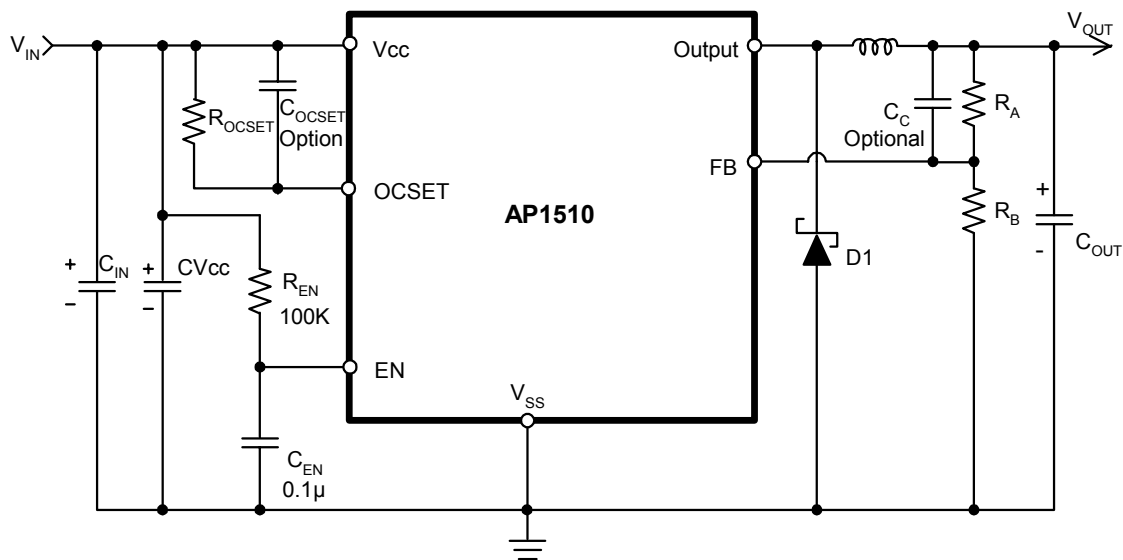 V_IN
Vcc
R_OCSET
C_OCSET
Option
OCSET
+
C_IN
-
+
CVcc
-
R_EN
100K
EN
C_EN
0.1µ
AP1510
V_SS
Output
FB
V_OUT
C_C
Optional
R_A
R_B
D1
+
C_OUT
-